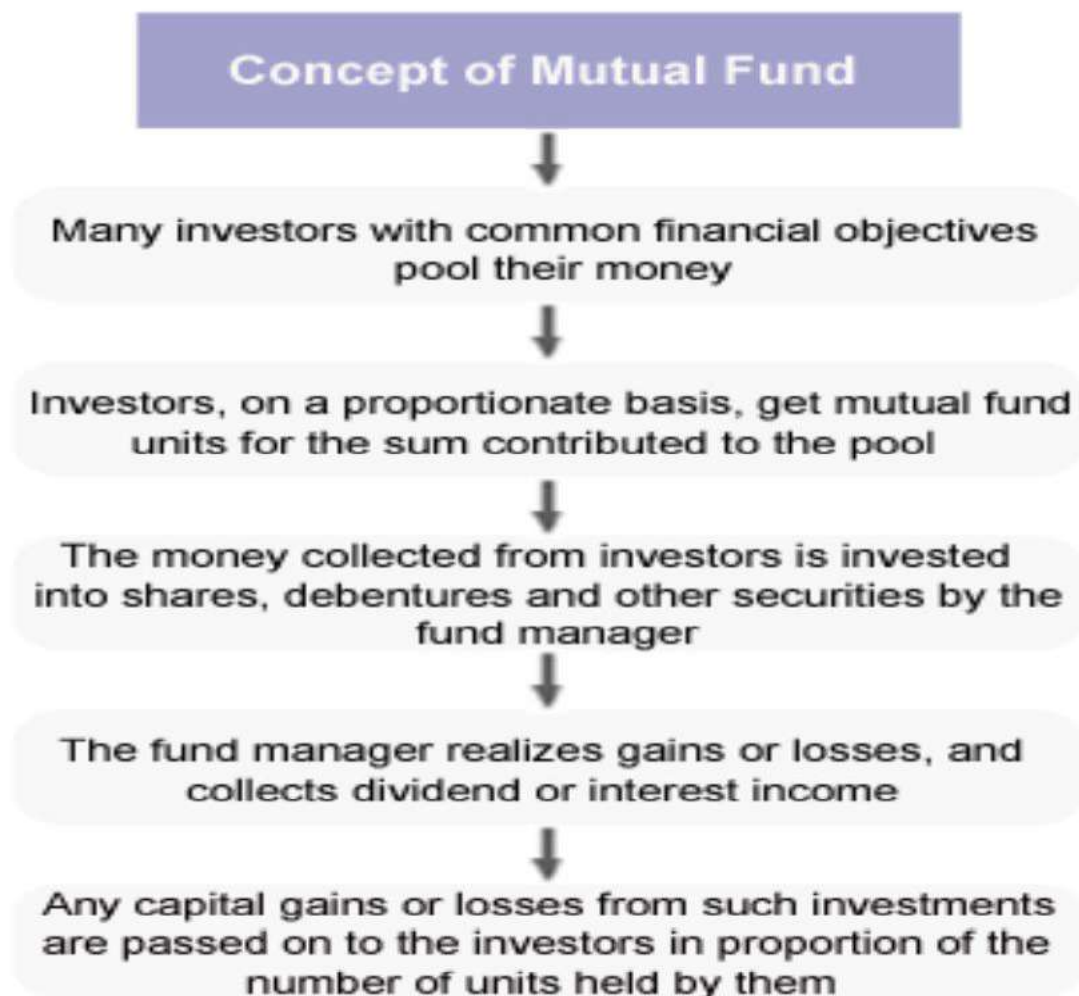 Concept of Mutual Fund
Many investors with common financial objectives
pool their money
Investors, on a proportionate basis, get mutual fund
units for the sum contributed to the pool
The money collected from investors is invested
into shares, debentures and other securities by the
fund manager
The fund manager realizes gains or losses, and
collects dividend or interest income
Any capital gains or losses from such investments
are passed on to the investors in proportion of the
number of units held by them